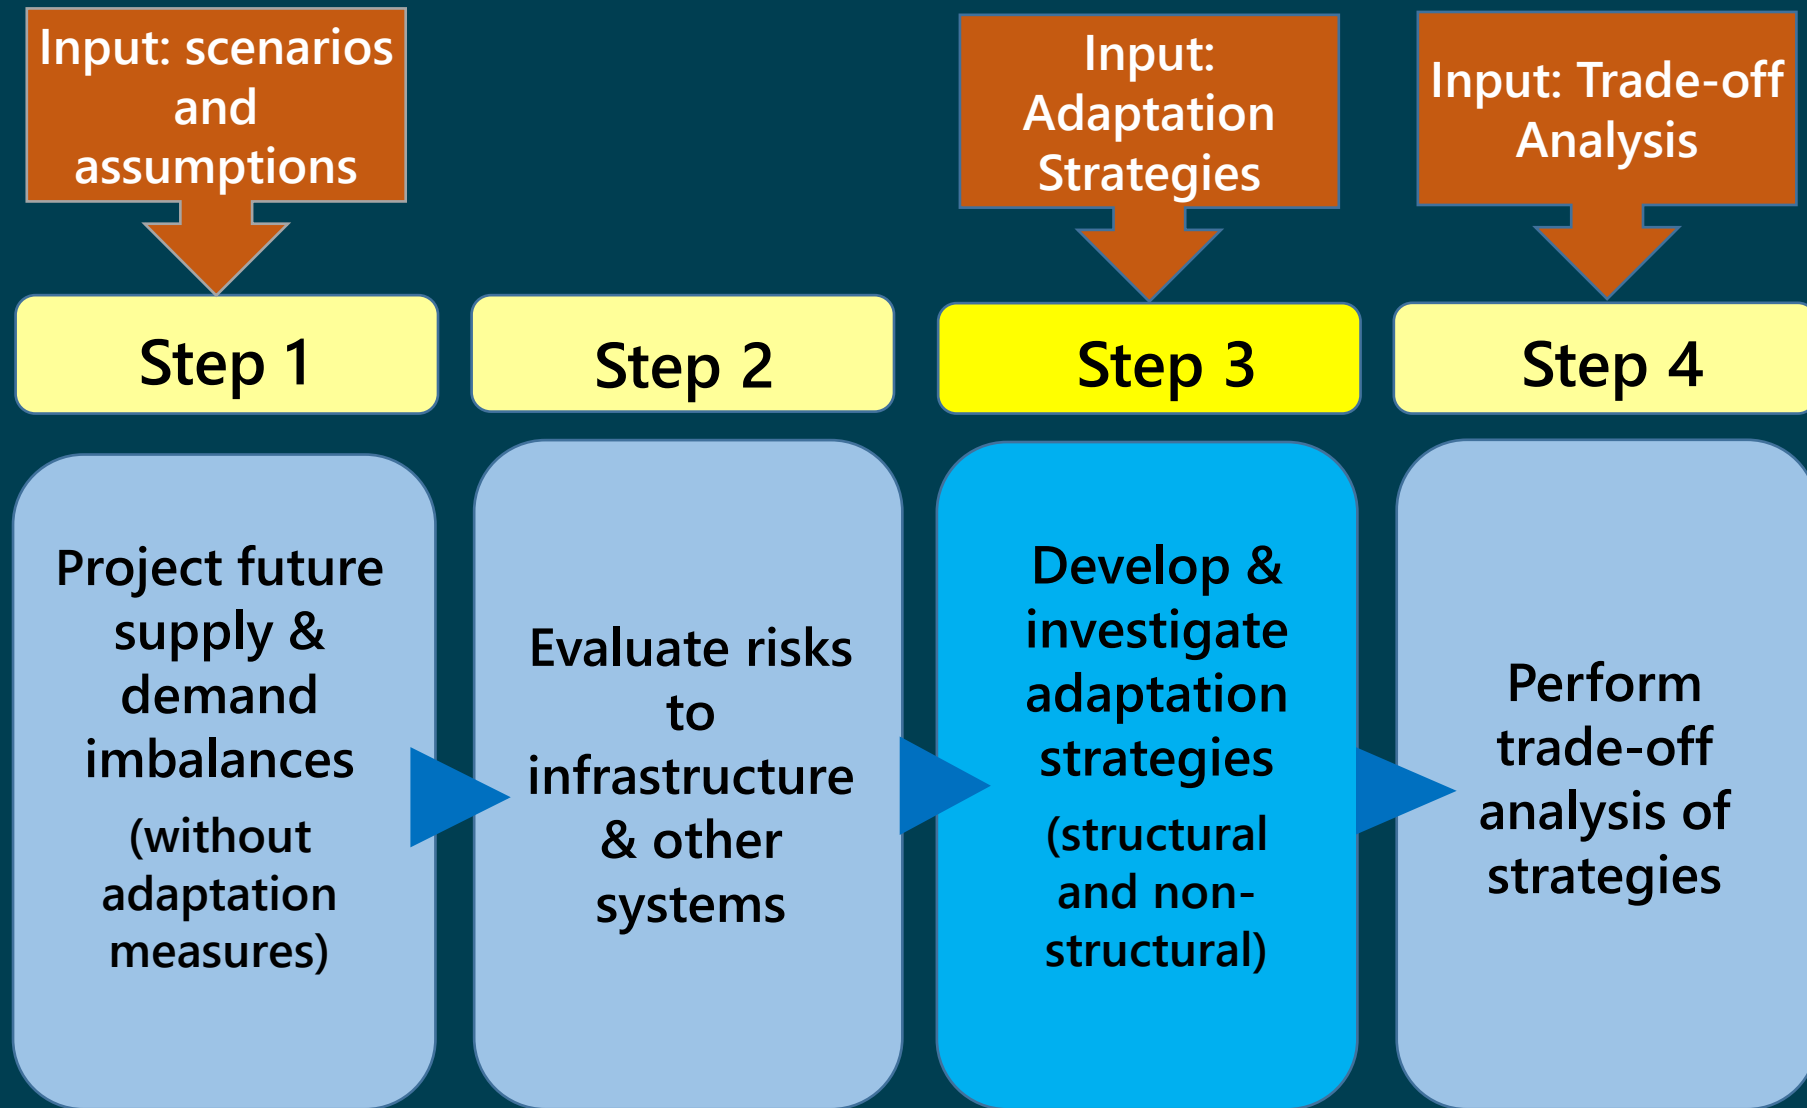 Input: scenarios
and
assumptions
Input:
Adaptation
Strategies
Input: Trade-off
Analysis
Step 1
Step 2
Step 3
Step 4
Project future
supply &
demand
imbalances
(without
adaptation
measures)
Evaluate risks
to
infrastructure
& other
systems
Develop &
investigate
adaptation
strategies
(structural
and non-
structural)
Perform
trade-off
analysis of
strategies